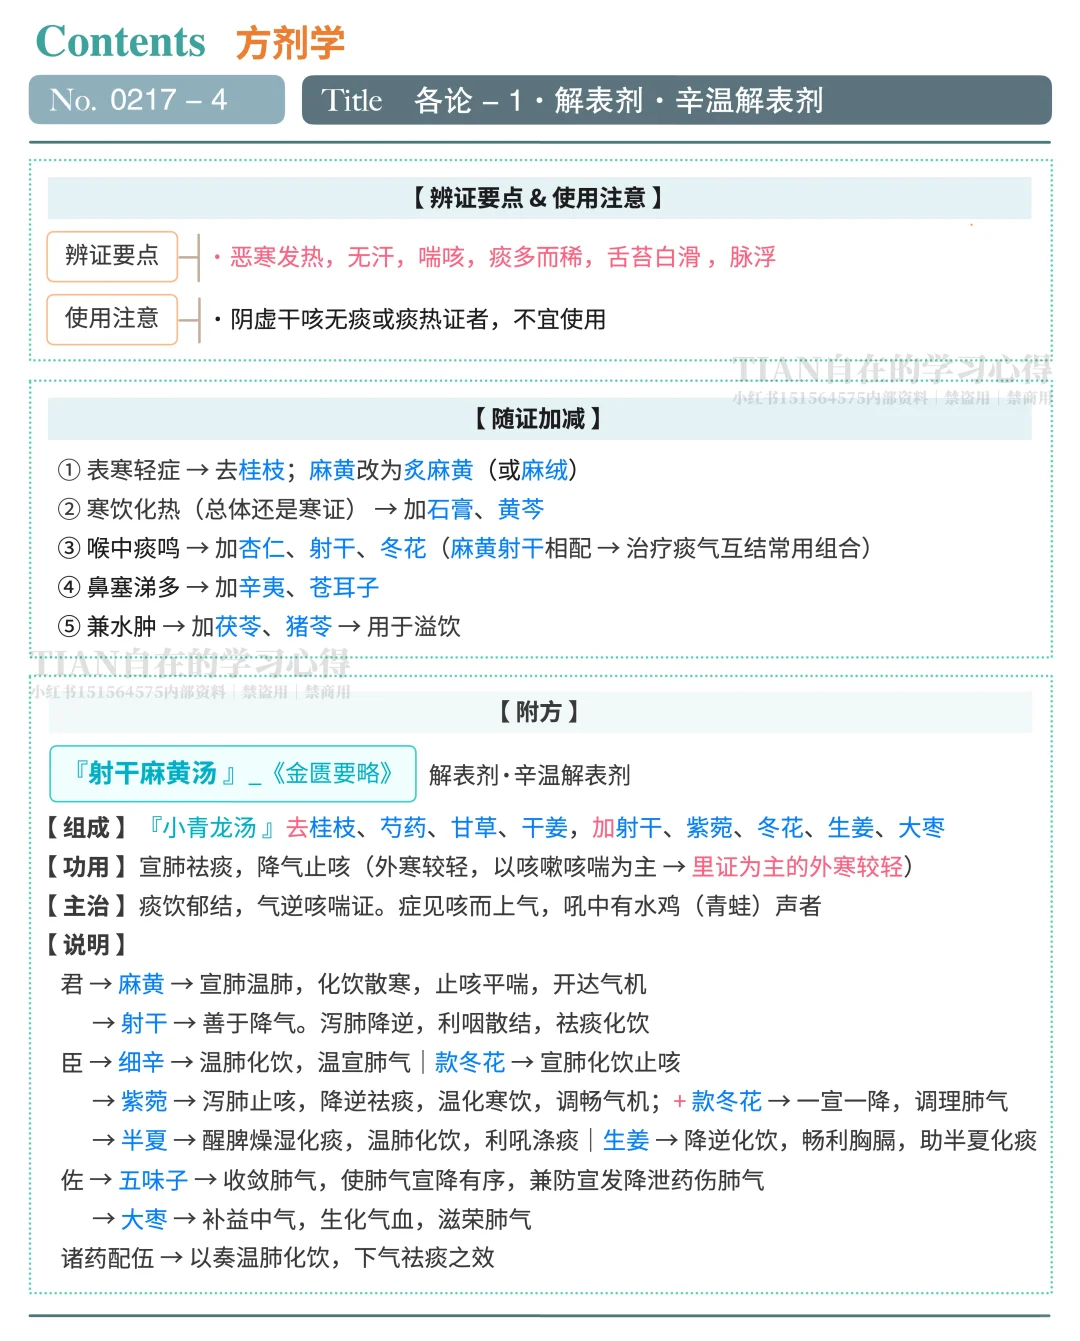 Contents 方剂学
No. 0217 – 4
Title 各论 – 1・解表剂・辛温解表剂
【 辨证要点 & 使用注意 】
辨证要点
・恶寒发热，无汗，喘咳，痰多而稀，舌苔白滑 ，脉浮
使用注意
・阴虚干咳无痰或痰热证者，不宜使用
TIAN自在的学习心得
小红书151564575内部资料｜禁盗用｜禁商用
【 随证加减 】
① 表寒轻症 → 去桂枝；麻黄改为炙麻黄（或麻绒）
② 寒饮化热（总体还是寒证） → 加石膏、黄芩
③ 喉中痰鸣 → 加杏仁、射干、冬花（麻黄射干相配 → 治疗痰气互结常用组合）
④ 鼻塞涕多 → 加辛夷、苍耳子
⑤ 兼水肿 → 加茯苓、猪苓 → 用于溢饮
TIAN自在的学习心得
小红书151564575内部资料｜禁盗用｜禁商用
【 附方 】
『射干麻黄汤 』_《金匮要略》 解表剂·辛温解表剂
【 组成 】『小青龙汤 』去桂枝、芍药、甘草、干姜，加射干、紫菀、冬花、生姜、大枣
【 功用 】宣肺祛痰，降气止咳（外寒较轻，以咳嗽咳喘为主 → 里证为主的外寒较轻）
【 主治 】痰饮郁结，气逆咳喘证。症见咳而上气，吼中有水鸡（青蛙）声者
【 说明 】
君 → 麻黄 → 宣肺温肺，化饮散寒，止咳平喘，开达气机
→ 射干 → 善于降气。泻肺降逆，利咽散结，祛痰化饮
臣 → 细辛 → 温肺化饮，温宣肺气｜款冬花 → 宣肺化饮止咳
→ 紫菀 → 泻肺止咳，降逆祛痰，温化寒饮，调畅气机；+ 款冬花 → 一宣一降，调理肺气
→ 半夏 → 醒脾燥湿化痰，温肺化饮，利吼涤痰｜生姜 → 降逆化饮，畅利胸膈，助半夏化痰
佐 → 五味子 → 收敛肺气，使肺气宣降有序，兼防宣发降泄药伤肺气
→ 大枣 → 补益中气，生化气血，滋荣肺气
诸药配伍 → 以奏温肺化饮，下气祛痰之效